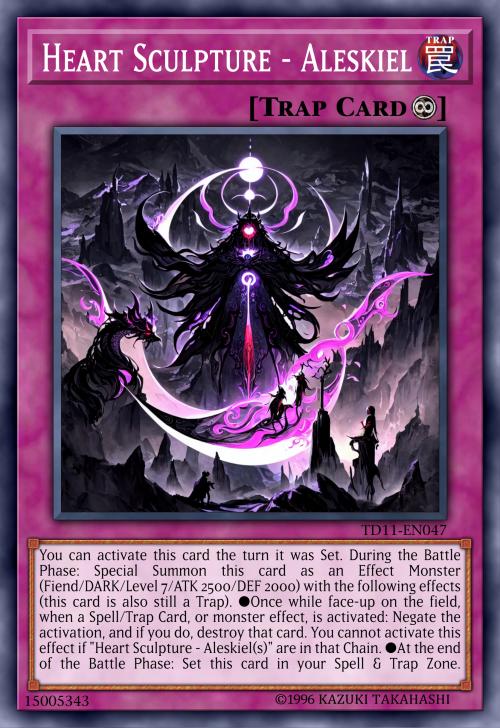 HEART SCULPTURE - ALESKIEL
TRAP
罠
[TRAP CARD]
TD11-EN047
You can activate this card the turn it was Set. During the Battle
Phase: Special Summon this card as an Effect Monster
(Fiend/DARK/Level 7/ATK 2500/DEF 2000) with the following effects
(this card is also still a Trap). ●Once while face-up on the field,
when a Spell/Trap Card, or monster effect, is activated: Negate the
activation, and if you do, destroy that card. You cannot activate this
effect if "Heart Sculpture - Aleskiel(s)" are in that Chain. ●At the end
of the Battle Phase: Set this card in your Spell & Trap Zone.
15005343
©1996 KAZUKI TAKAHASHI